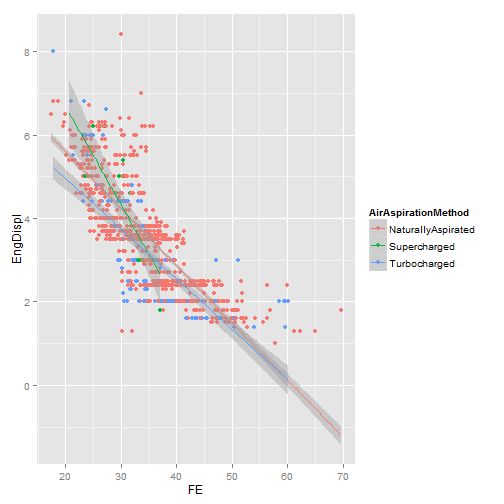 8
6
4
2
0
EngDispl
20 30 40 50 60 70
FE
AirAspirationMethod
NaturallyAspirated
Supercharged
Turbocharged